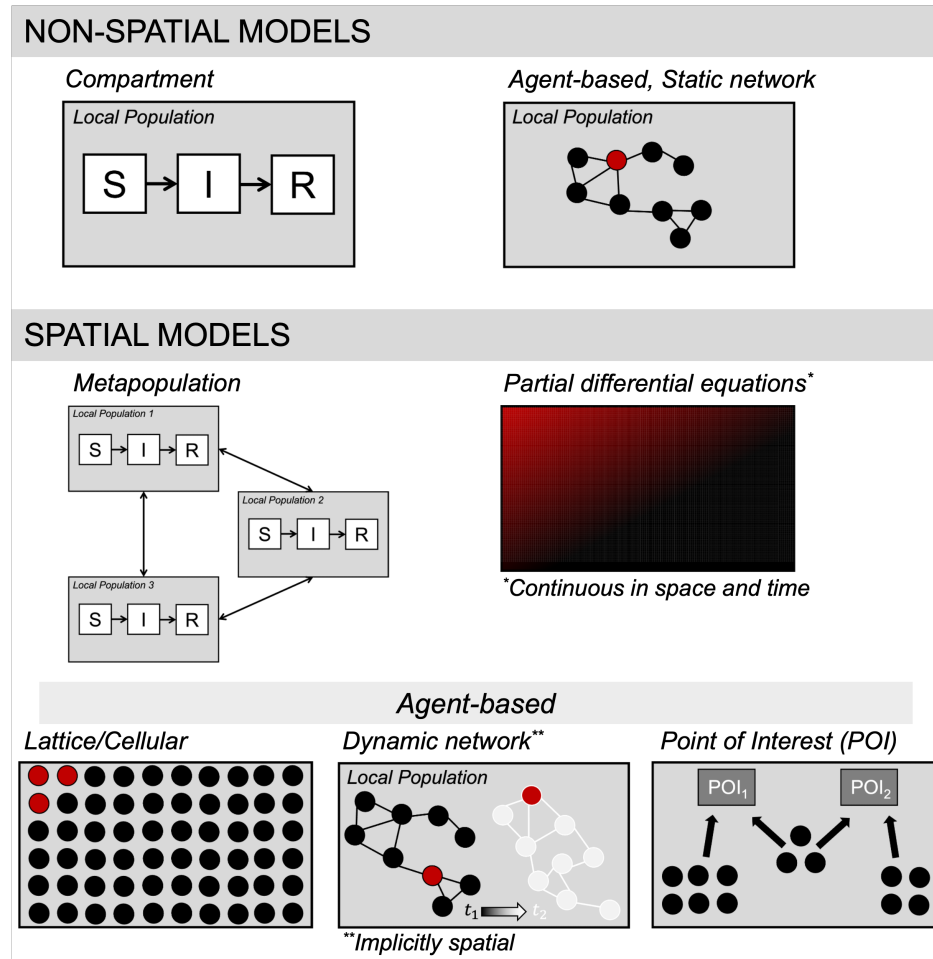 NON-SPATIAL MODELS
Compartment
Local Population
S I R
Agent-based, Static network
Local Population
SPATIAL MODELS
Metapopulation
Local Population 1
S I R
Local Population 2
S I R
Local Population 3
S I R
Partial differential equations*
*Continuous in space and time
Agent-based
Lattice/Cellular
Dynamic network**
Local Population
t₁ t₂
**Implicitly spatial
Point of Interest (POI)
POI₁ POI₂